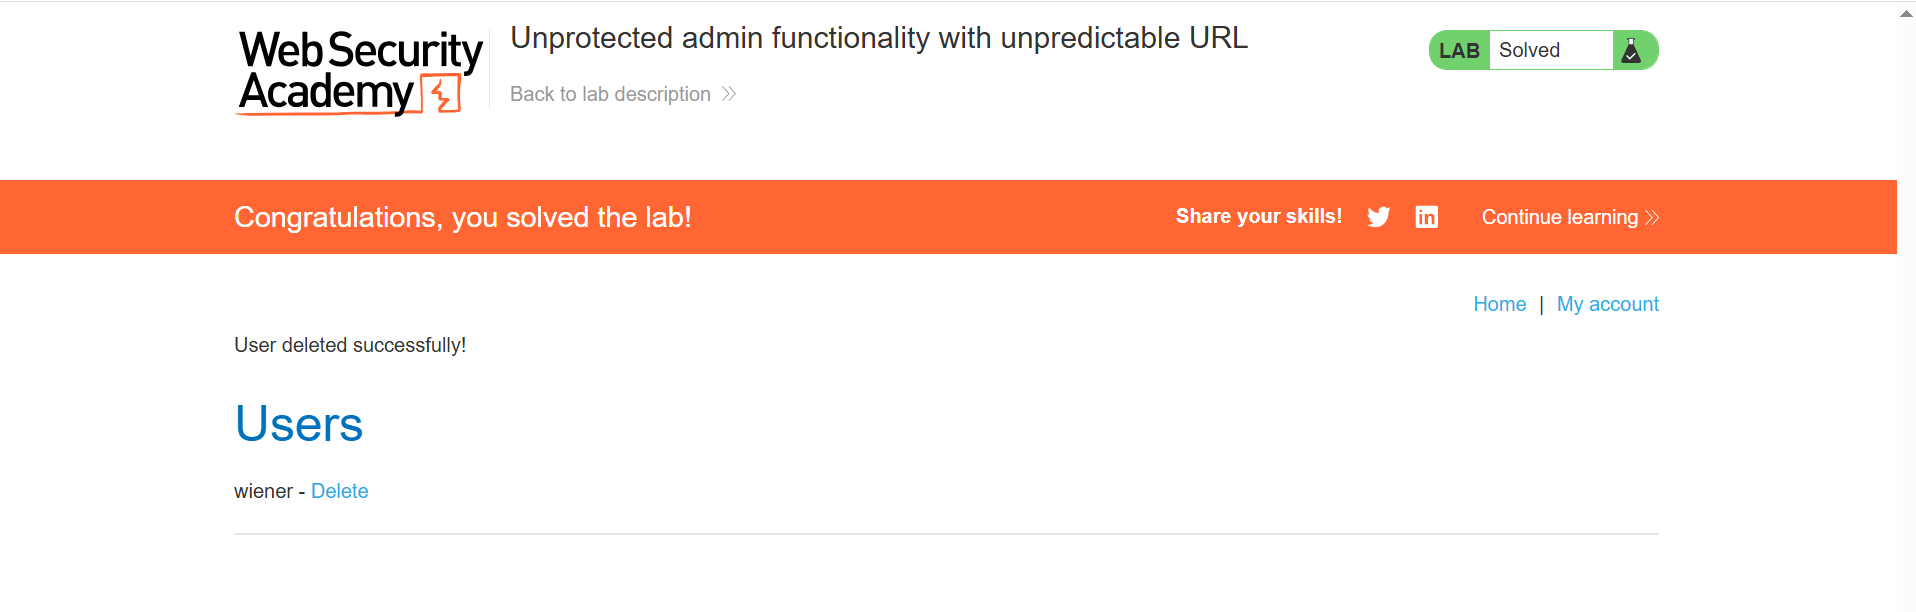 Web Security
Academy
Unprotected admin functionality with unpredictable URL
Back to lab description
LAB Solved
Congratulations, you solved the lab!
Share your skills!
Continue learning
Home | My account
User deleted successfully!
Users
wiener - Delete